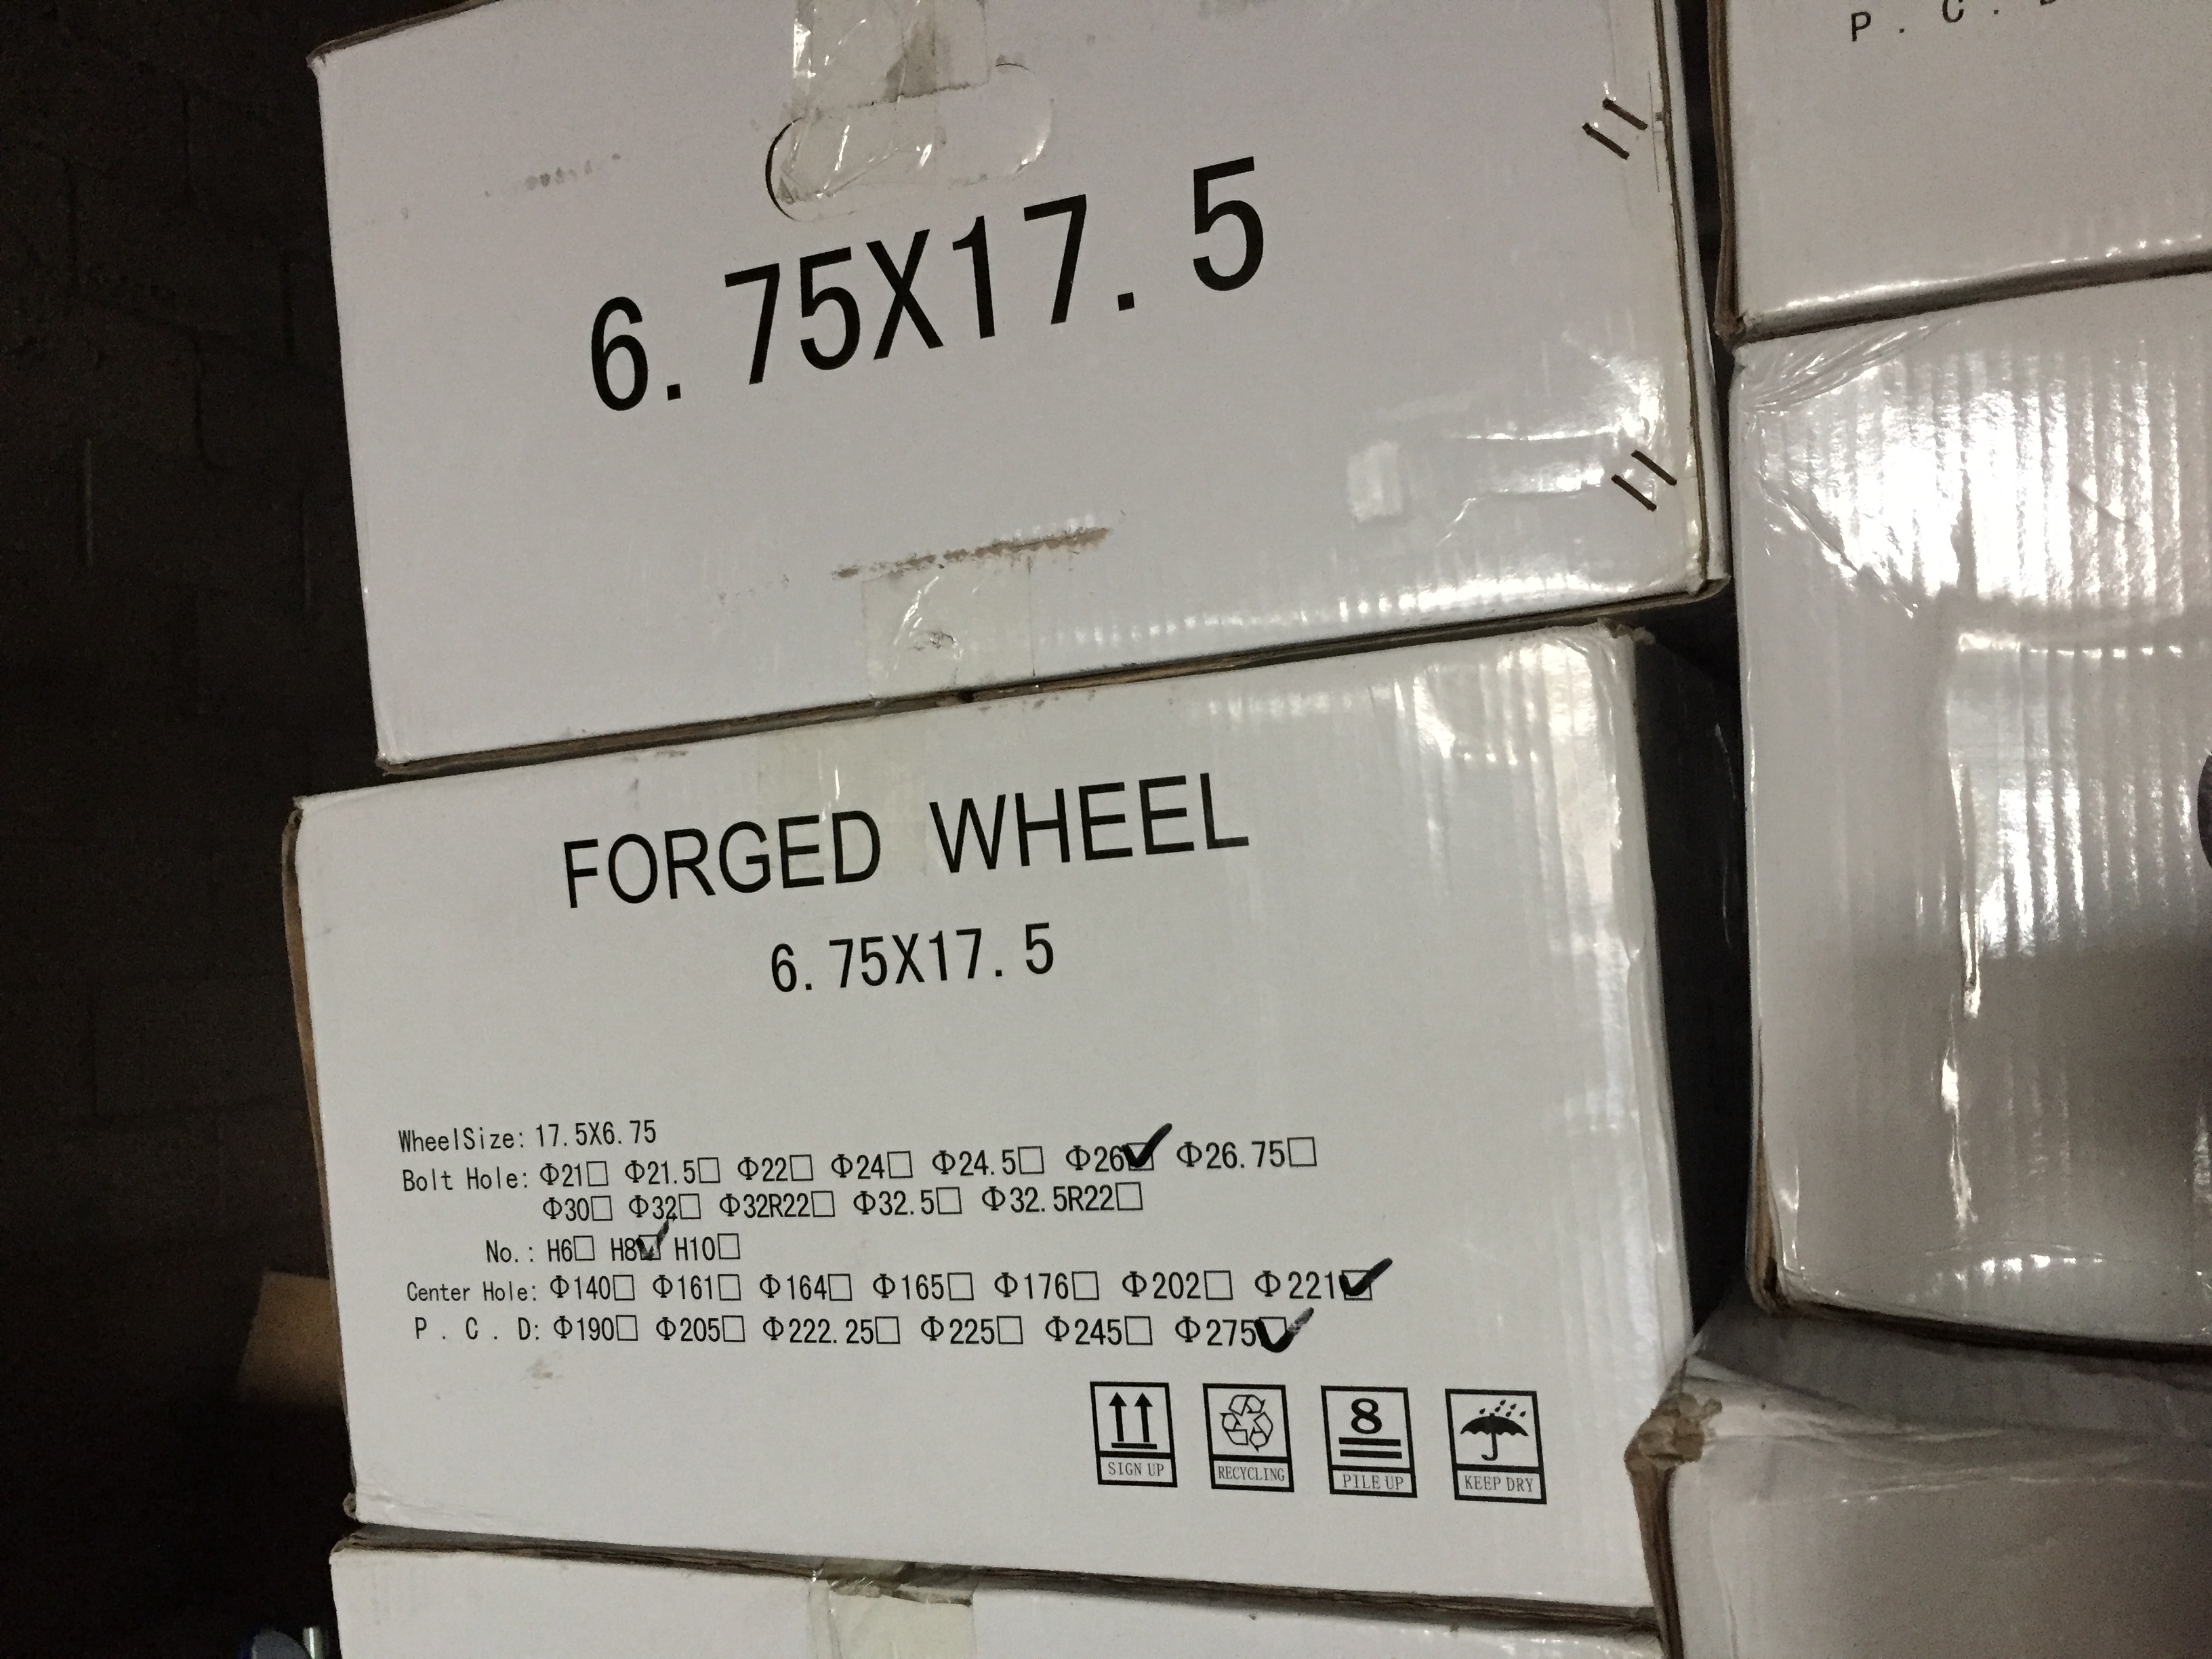 6.75X17.5
P.C.D
FORGED WHEEL
6.75X17.5
WheelSize: 17.5X6.75
Bolt Hole: Φ21□ Φ21.5□ Φ22□ Φ24□ Φ24.5□ Φ26☑ Φ26.75□
Φ30□ Φ32□ Φ32R22□ Φ32.5□ Φ32.5R22□
No.: H6□ H8☑ H10□
Center Hole: Φ140□ Φ161□ Φ164□ Φ165□ Φ176□ Φ202□ Φ221☑
P.C.D: Φ190□ Φ205□ Φ222.25□ Φ225□ Φ245□ Φ275☑
8
SIGN UP RECYCLING PILE UP KEEP DRY